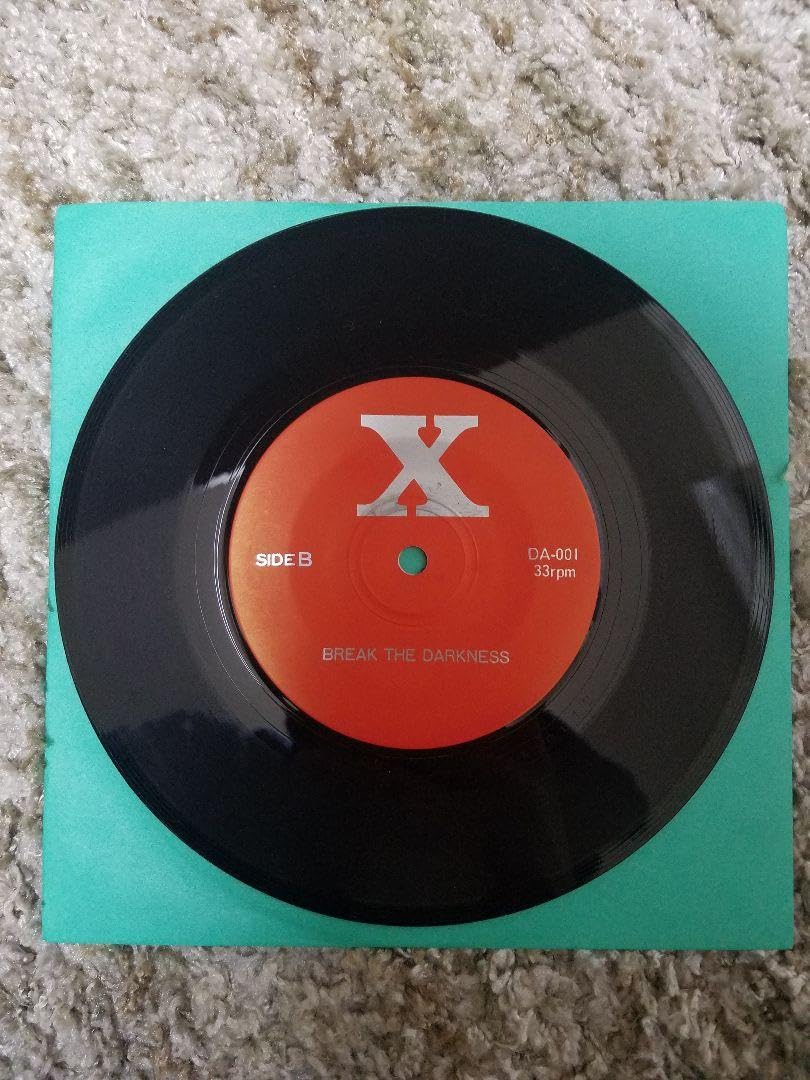 X
SIDE B
DA-001
33rpm
BREAK THE DARKNESS